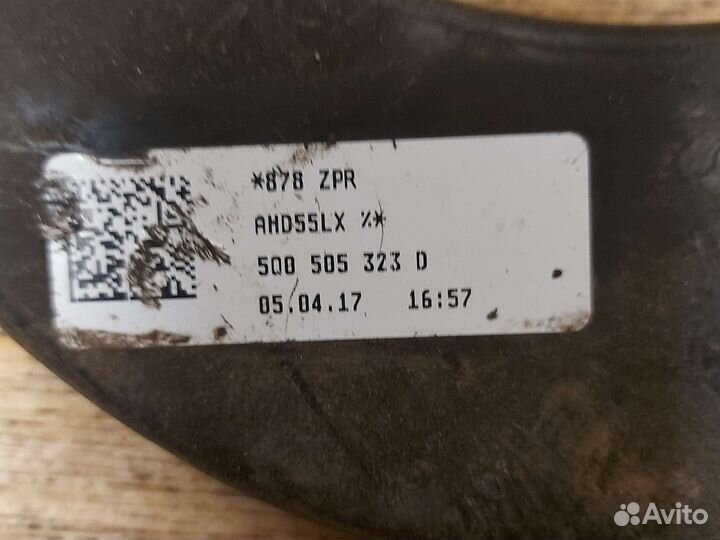 *878 ZPR
AHD55LX %*
5Q0 505 323 D
05.04.17 16:57
Avito